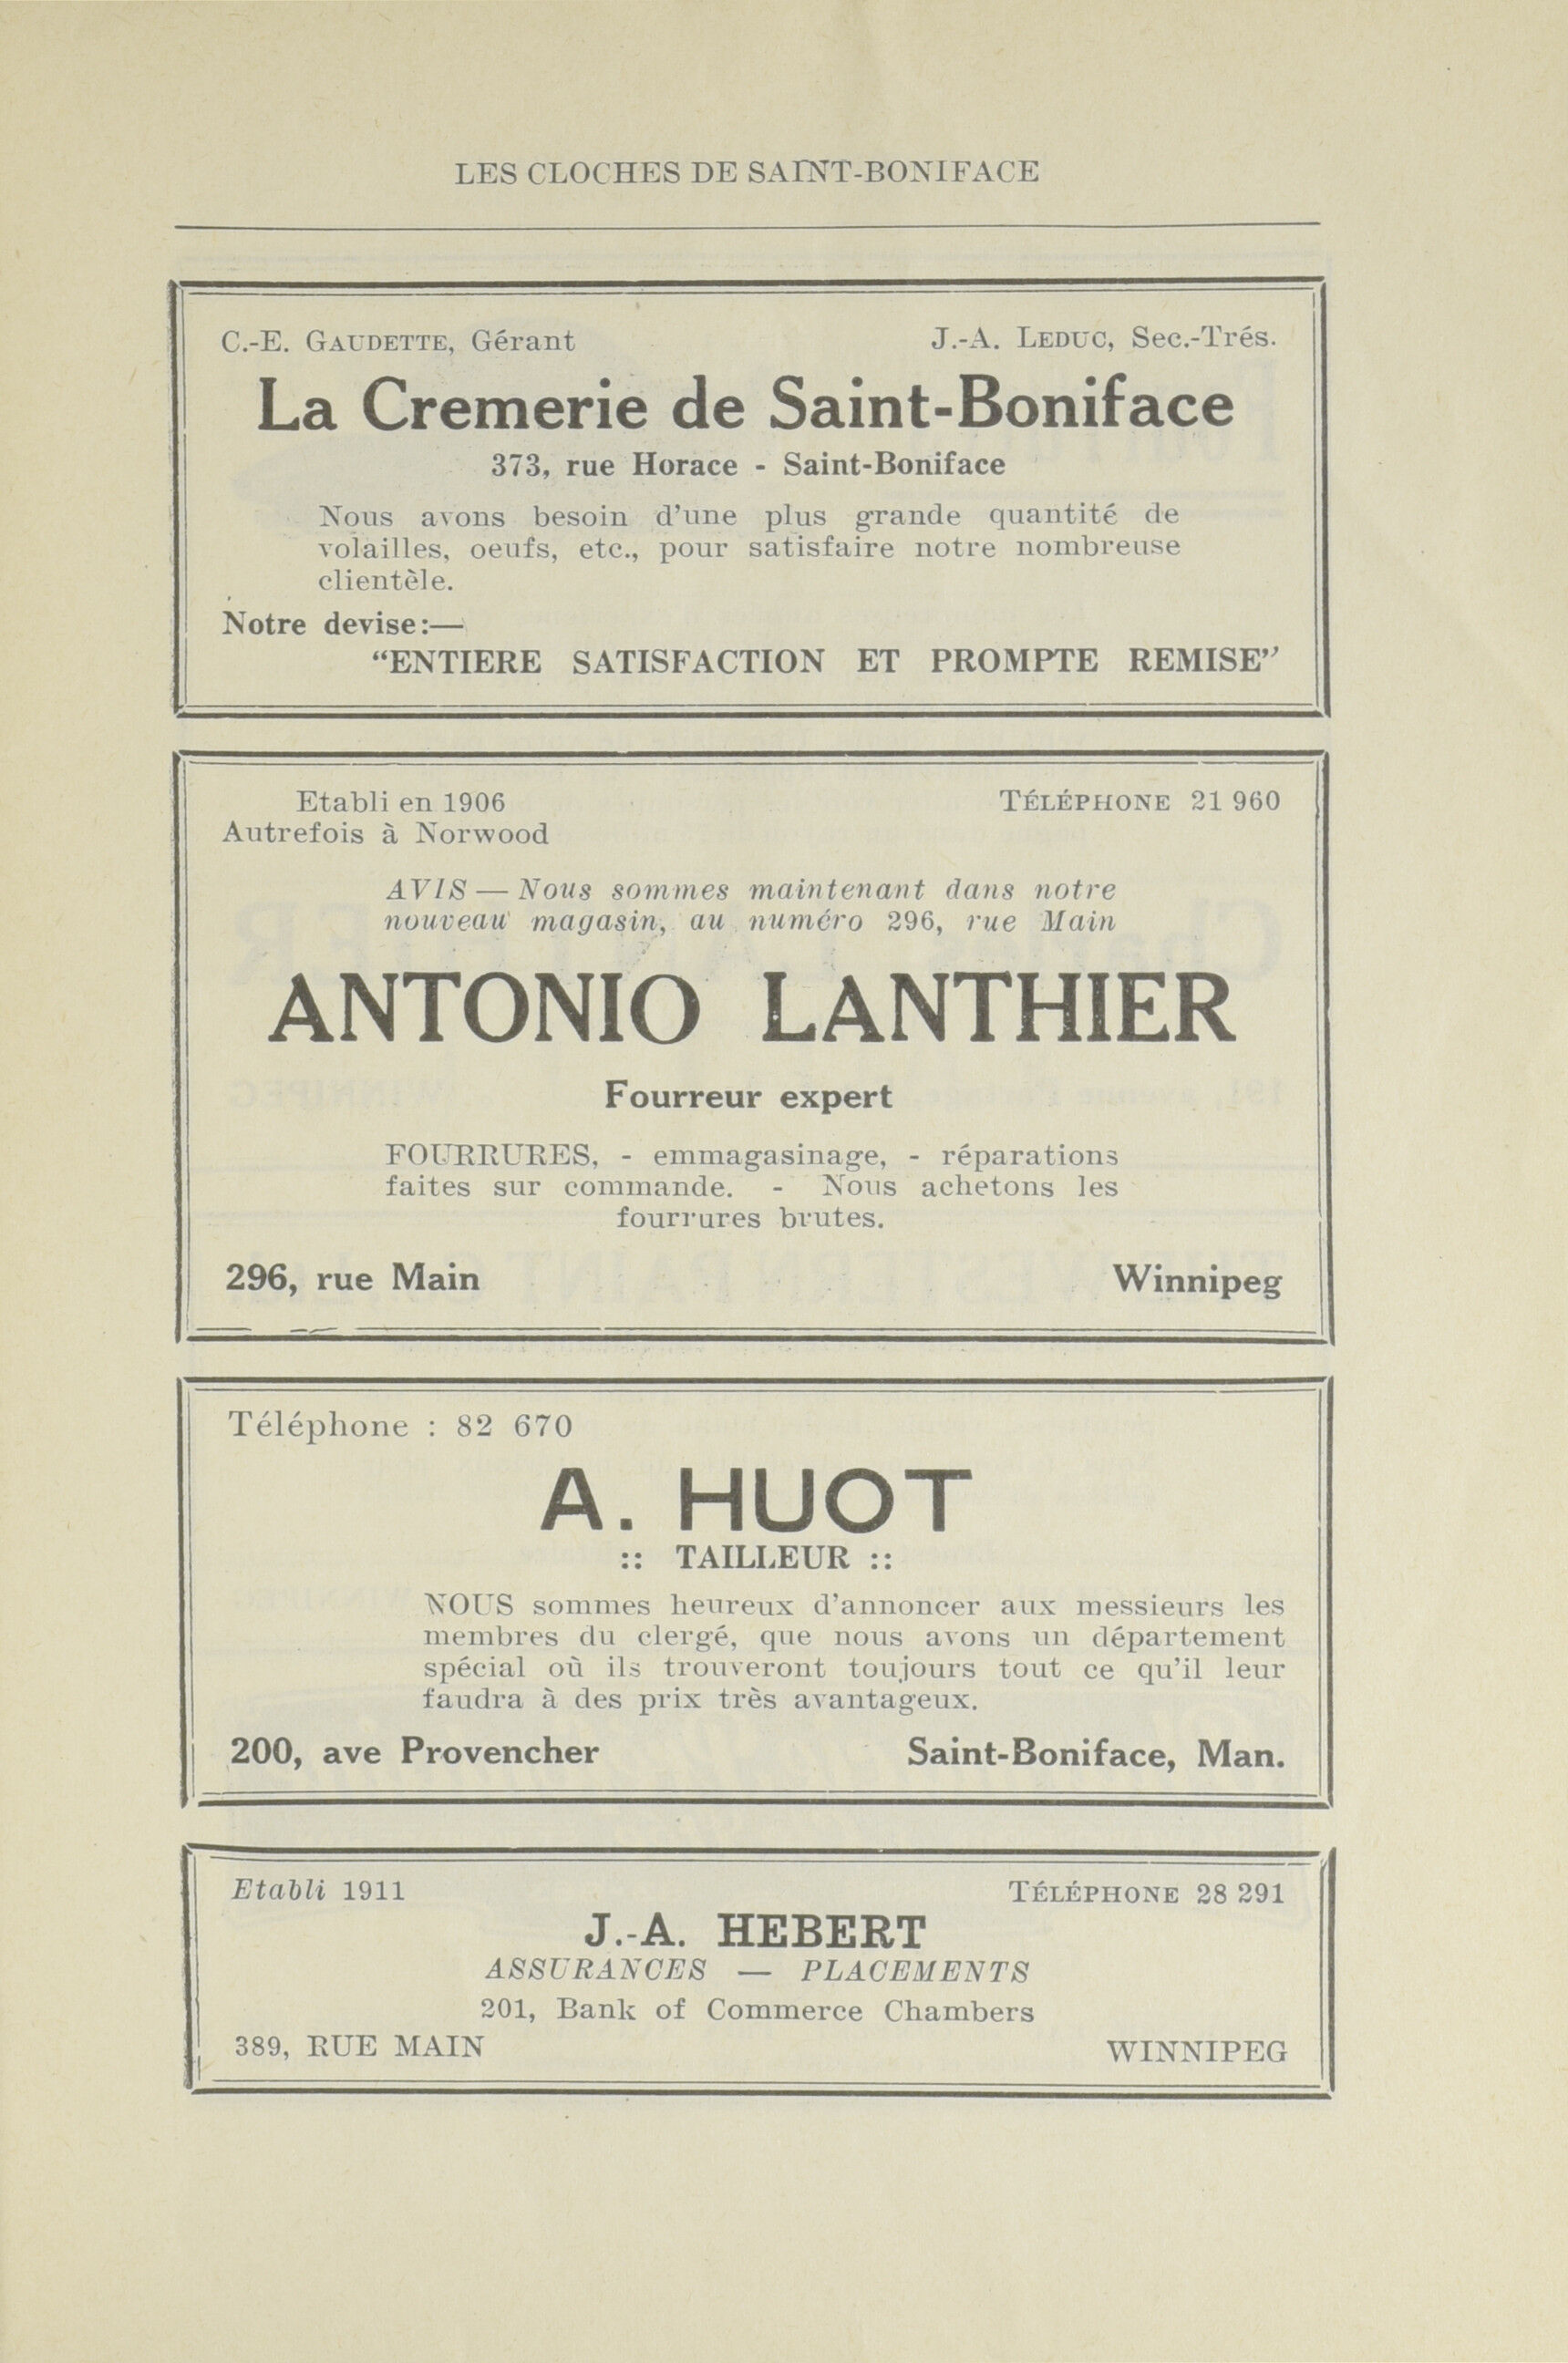 LES CLOCHES DE SAINT-BONIFACE
C.-E. GAUDETTE, Gérant J.-A. LEDUC, Sec.-Trés.
La Cremerie de Saint-Boniface
373, rue Horace - Saint-Boniface
Nous avons besoin d'une plus grande quantité de
volailles, oeufs, etc., pour satisfaire notre nombreuse
clientèle.
Notre devise:—
“ENTIERE SATISFACTION ET PROMPTE REMISE”
Etabli en 1906 TÉLÉPHONE 21 960
Autrefois à Norwood
AVIS — Nous sommes maintenant dans notre
nouveau magasin, au numéro 296, rue Main
ANTONIO LANTHIER
Fourreur expert
FOURRURES, - emmagasinage, - réparations
faites sur commande. - Nous achetons les
fourrures brutes.
296, rue Main Winnipeg
Téléphone : 82 670
A. HUOT
:: TAILLEUR ::
NOUS sommes heureux d'annoncer aux messieurs les
membres du clergé, que nous avons un département
spécial où ils trouveront toujours tout ce qu'il leur
faudra à des prix très avantageux.
200, ave Provencher Saint-Boniface, Man.
Etabli 1911 TÉLÉPHONE 28 291
J.-A. HEBERT
ASSURANCES — PLACEMENTS
201, Bank of Commerce Chambers
389, RUE MAIN WINNIPEG